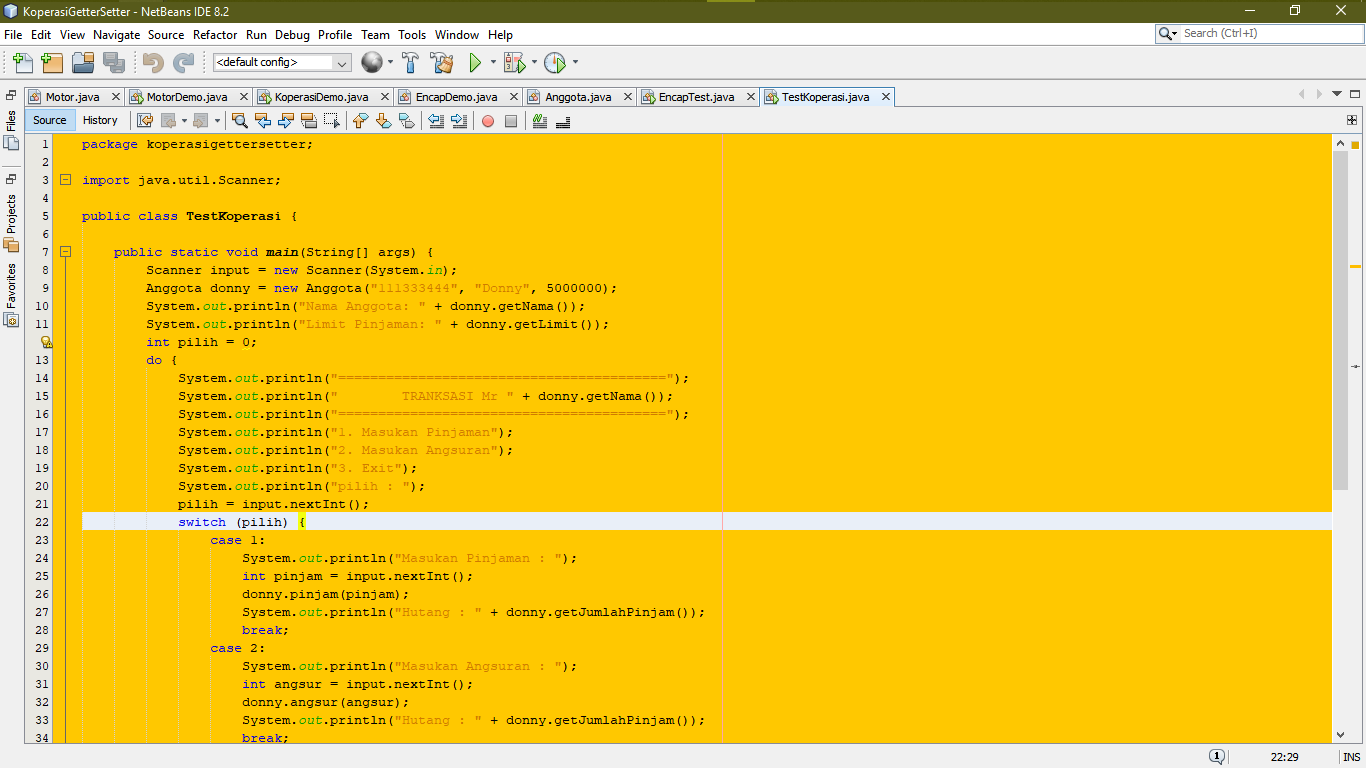 KoperasiGetterSetter - NetBeans IDE 8.2
File Edit View Navigate Source Refactor Run Debug Profile Team Tools Window Help
Search (Ctrl+I)
<default config>
Motor.java MotorDemo.java KoperasiDemo.java EncapDemo.java Anggota.java EncapTest.java TestKoperasi.java
Source History
Files
Projects
Favorites
1 package koperasigettersetter;
2
3 import java.util.Scanner;
4
5 public class TestKoperasi {
6
7 public static void main(String[] args) {
8 Scanner input = new Scanner(System.in);
9 Anggota donny = new Anggota("111333444", "Donny", 5000000);
10 System.out.println("Nama Anggota: " + donny.getNama());
11 System.out.println("Limit Pinjaman: " + donny.getLimit());
int pilih = 0;
13 do {
14 System.out.println("=========================================");
15 System.out.println("        TRANKSASI Mr " + donny.getNama());
16 System.out.println("=========================================");
17 System.out.println("1. Masukan Pinjaman");
18 System.out.println("2. Masukan Angsuran");
19 System.out.println("3. Exit");
20 System.out.println("pilih : ");
21 pilih = input.nextInt();
22 switch (pilih) {
23 case 1:
24 System.out.println("Masukan Pinjaman : ");
25 int pinjam = input.nextInt();
26 donny.pinjam(pinjam);
27 System.out.println("Hutang : " + donny.getJumlahPinjam());
28 break;
29 case 2:
30 System.out.println("Masukan Angsuran : ");
31 int angsur = input.nextInt();
32 donny.angsur(angsur);
33 System.out.println("Hutang : " + donny.getJumlahPinjam());
34 break;
1 22:29 INS